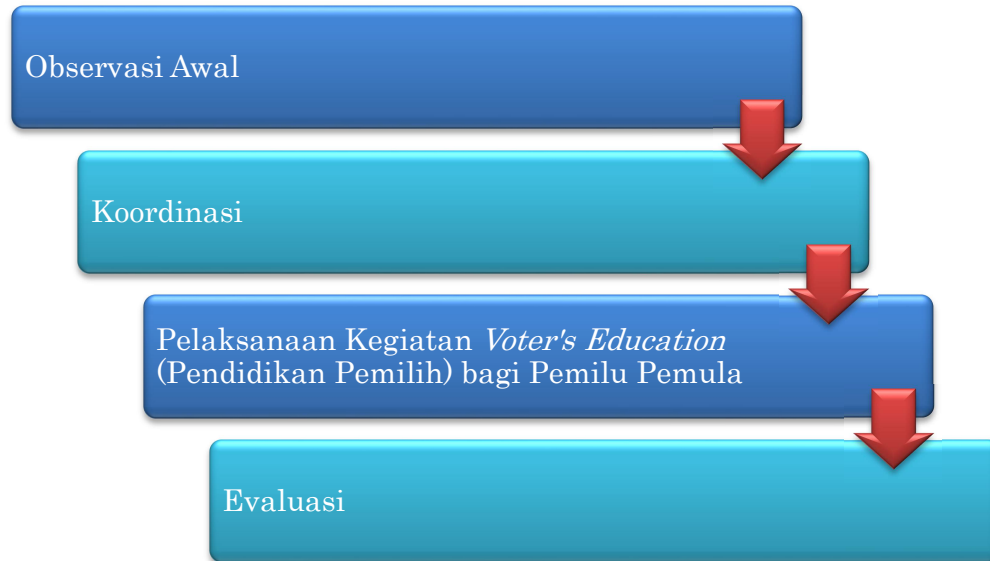 Observasi Awal
Koordinasi
Pelaksanaan Kegiatan Voter's Education
(Pendidikan Pemilih) bagi Pemilu Pemula
Evaluasi